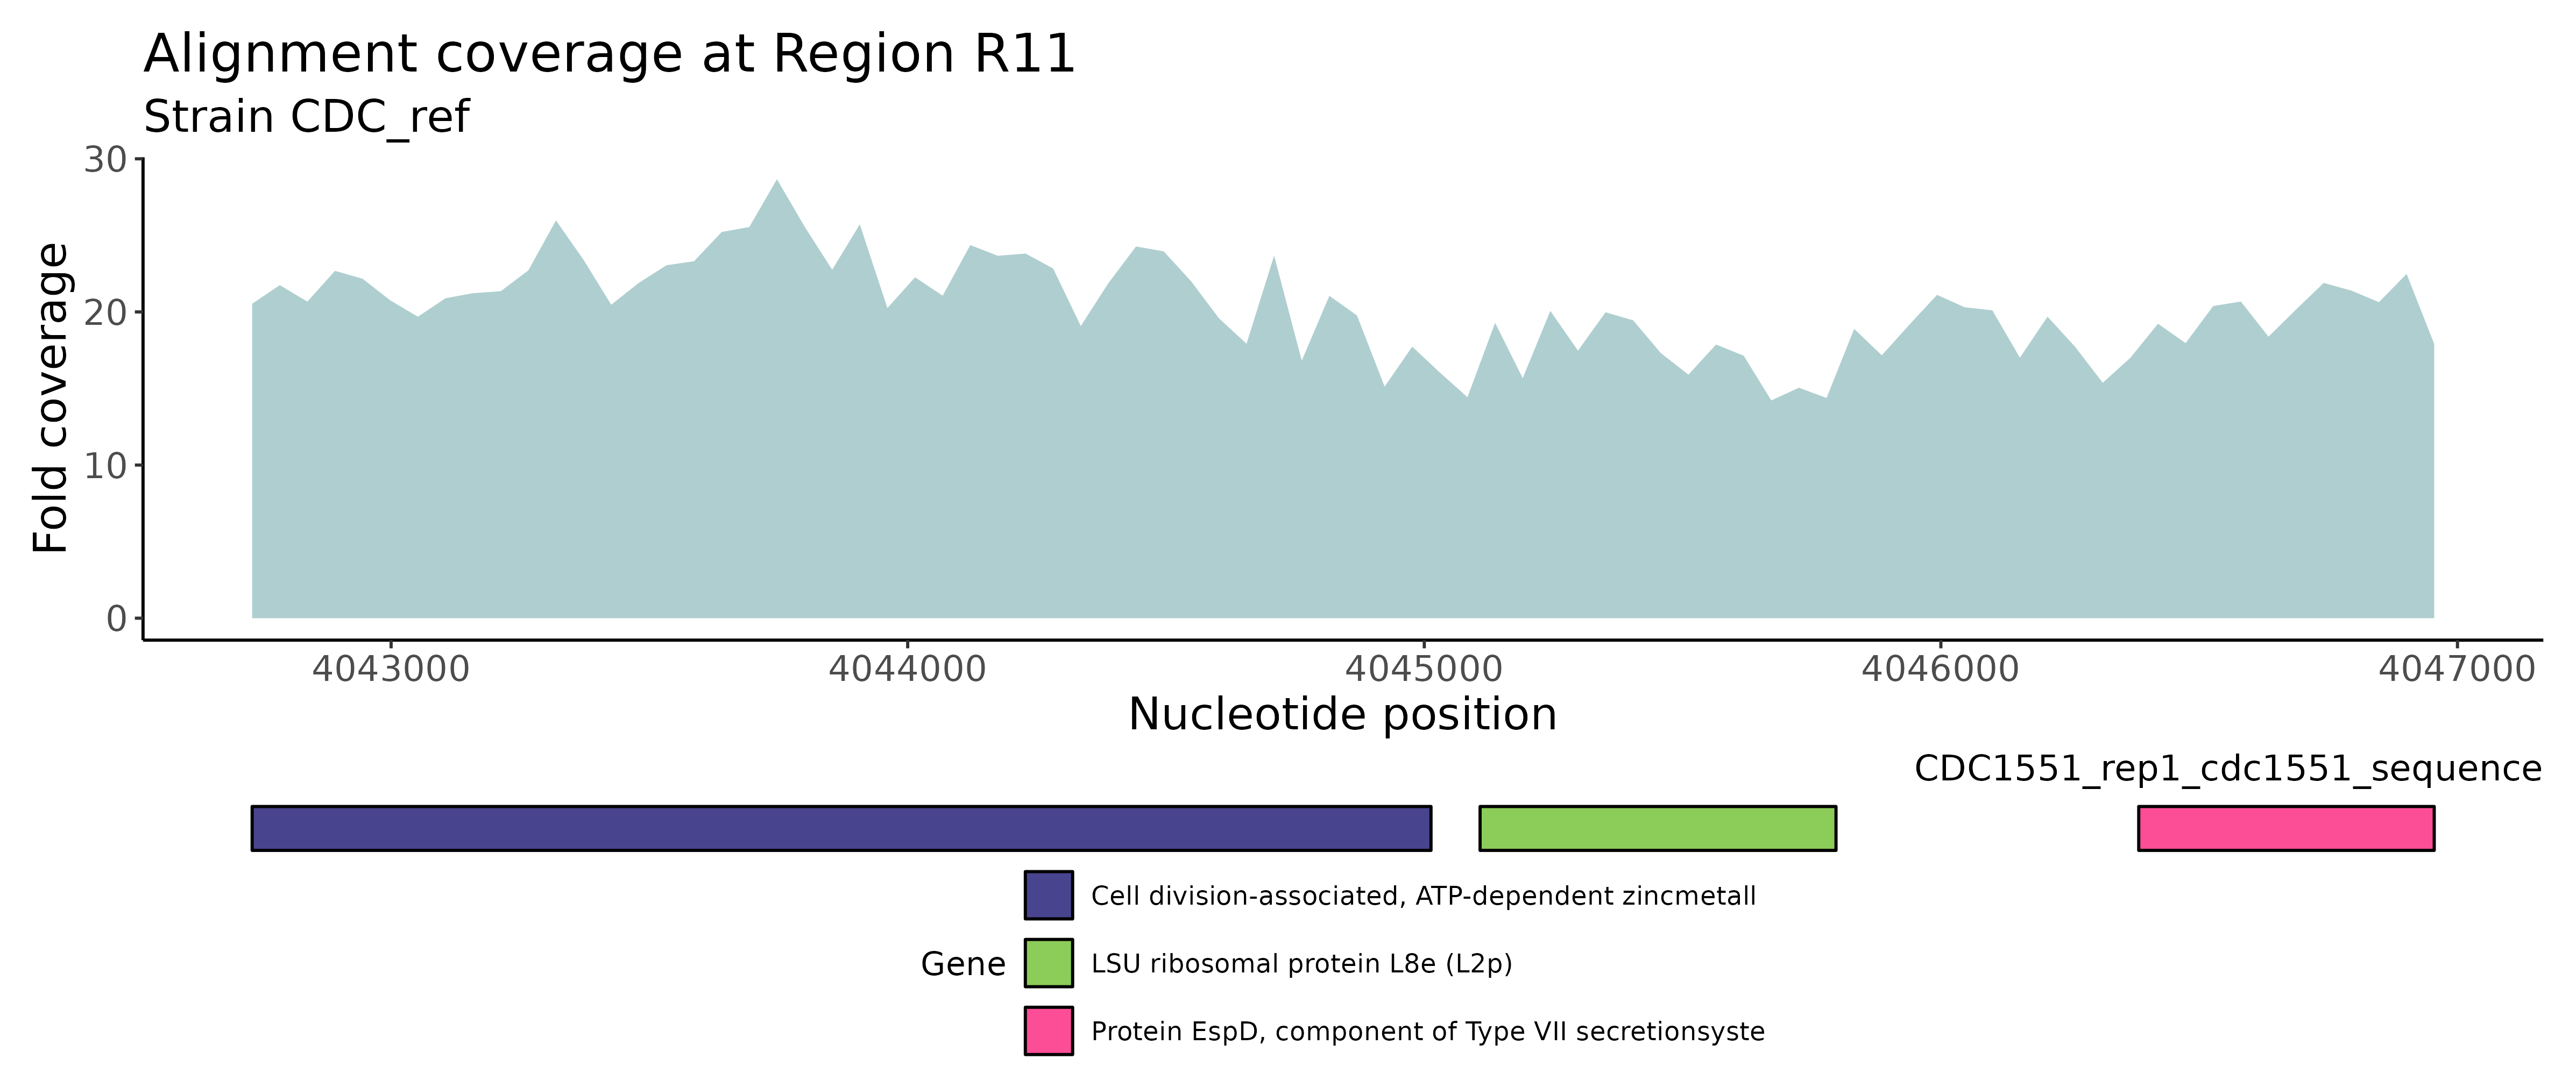 Alignment coverage at Region R11
Strain CDC_ref
Fold coverage
30
20
10
0
4043000 4044000 4045000 4046000 4047000
Nucleotide position
CDC1551_rep1_cdc1551_sequence
Gene
Cell division-associated, ATP-dependent zincmetall
LSU ribosomal protein L8e (L2p)
Protein EspD, component of Type VII secretionsyste